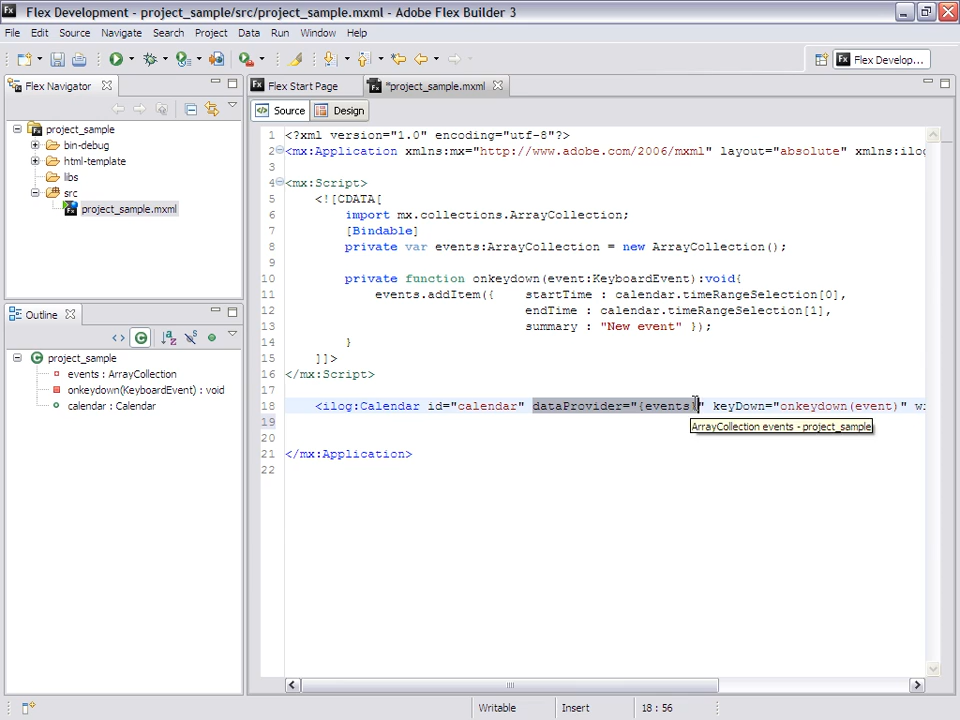 Flex Development - project_sample/src/project_sample.mxml - Adobe Flex Builder 3
File Edit Source Navigate Search Project Data Run Window Help
Flex Develop...
Flex Navigator
project_sample
bin-debug
html-template
libs
src
project_sample.mxml
Outline
project_sample
events : ArrayCollection
onkeydown(KeyboardEvent) : void
calendar : Calendar
Flex Start Page
*project_sample.mxml
Source
Design
1 <?xml version="1.0" encoding="utf-8"?>
2 <mx:Application xmlns:mx="http://www.adobe.com/2006/mxml" layout="absolute" xmlns:ilog
3
4 <mx:Script>
5 <![CDATA[
6 import mx.collections.ArrayCollection;
7 [Bindable]
8 private var events:ArrayCollection = new ArrayCollection();
9
10 private function onkeydown(event:KeyboardEvent):void{
11 events.addItem({ startTime : calendar.timeRangeSelection[0],
12 endTime : calendar.timeRangeSelection[1],
13 summary : "New event" });
14 }
15 ]]>
16 </mx:Script>
17
18 <ilog:Calendar id="calendar" dataProvider="{events}" keyDown="onkeydown(event)" wi
19
ArrayCollection events - project_sample
20
21 </mx:Application>
22
Writable
Insert
18 : 56